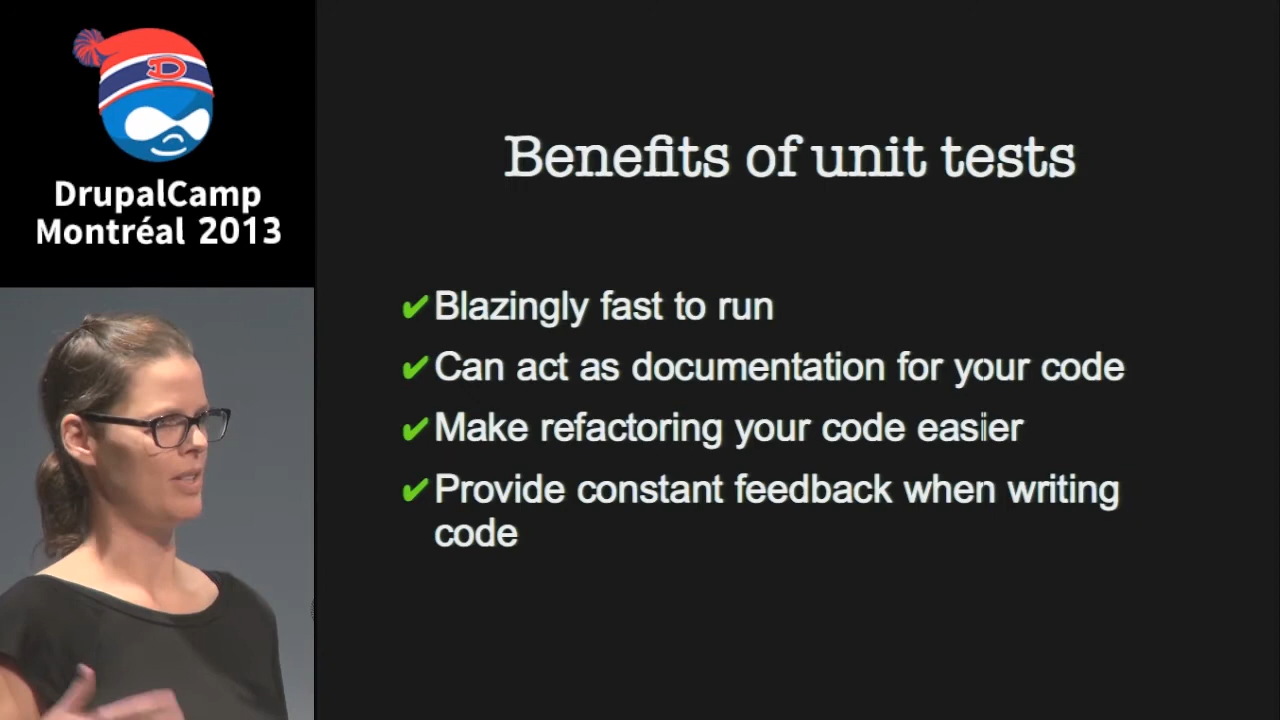 D
DrupalCamp
Montréal 2013
Benefits of unit tests
✔ Blazingly fast to run
✔ Can act as documentation for your code
✔ Make refactoring your code easier
✔ Provide constant feedback when writing
code